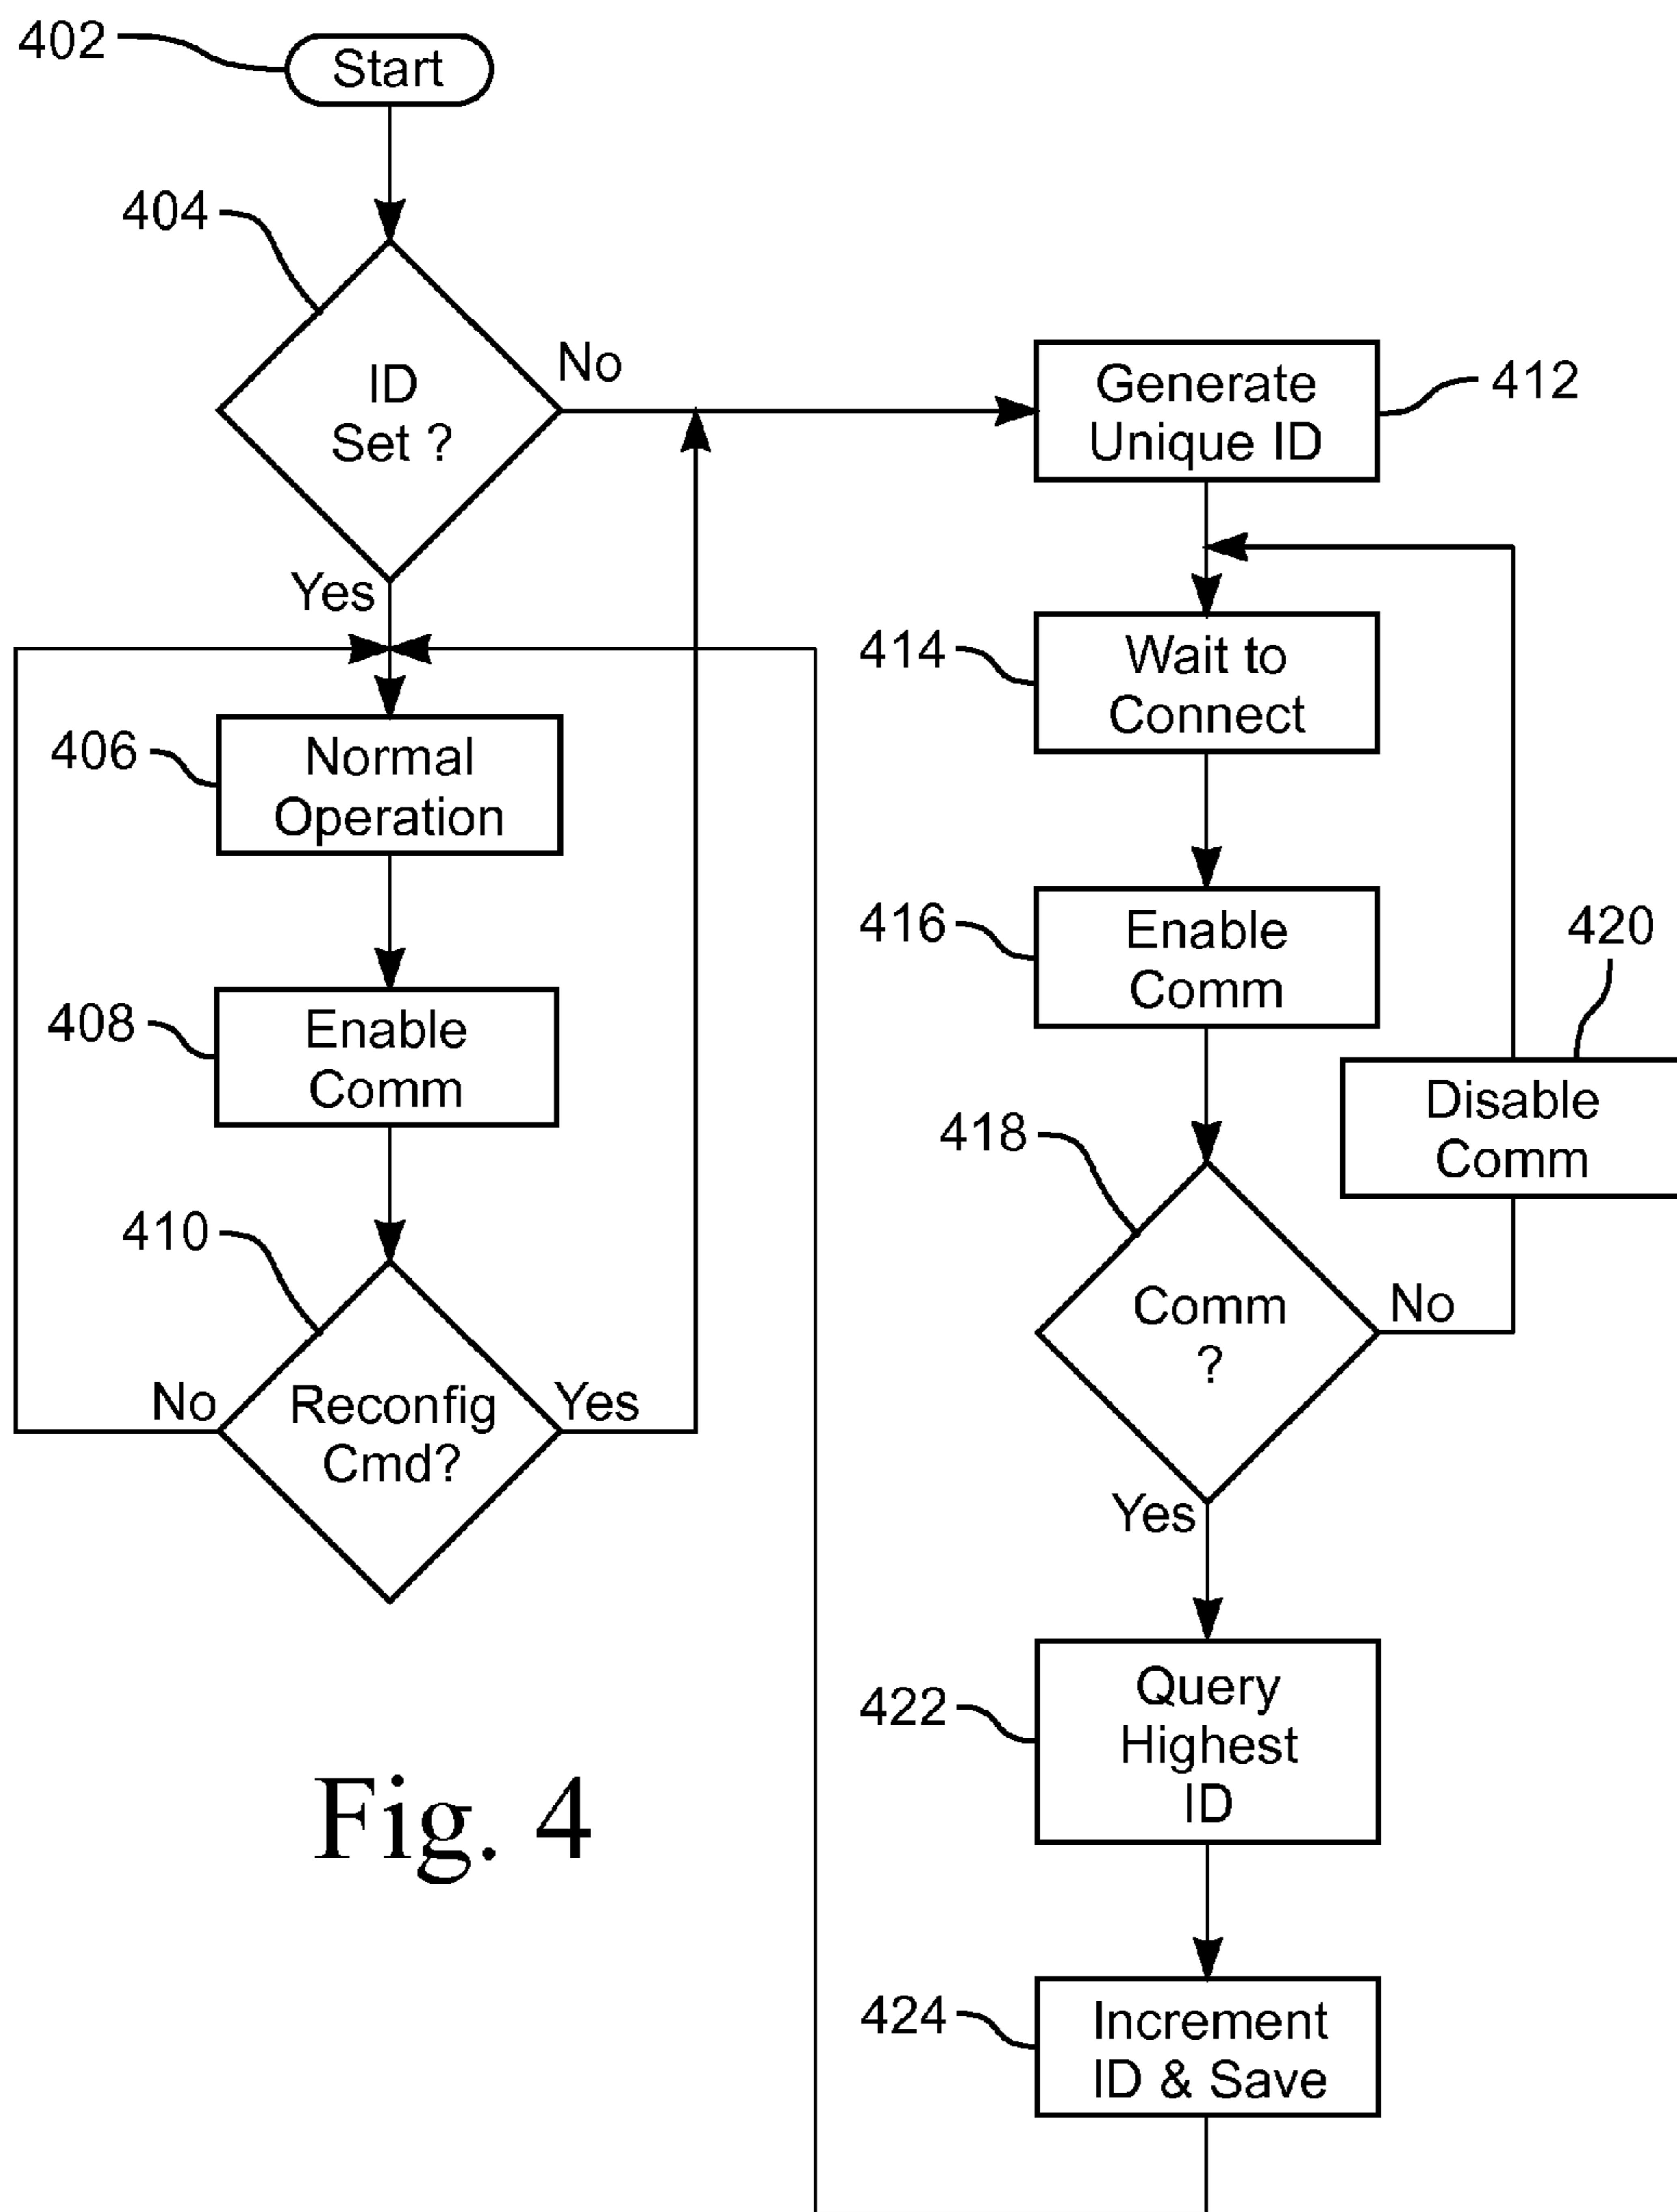 402
Start
404
ID
Set ?
No
Yes
406
Normal
Operation
408
Enable
Comm
410
Reconfig
Cmd?
No
Yes
Generate
Unique ID
412
414
Wait to
Connect
416
Enable
Comm
420
Disable
Comm
418
Comm
?
No
Yes
422
Query
Highest
ID
424
Increment
ID & Save
Fig. 4